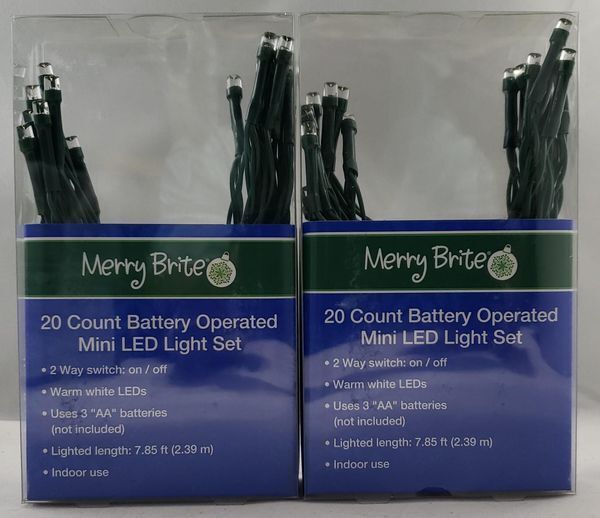 Merry Brite
20 Count Battery Operated
Mini LED Light Set
• 2 Way switch: on / off
• Warm white LEDs
• Uses 3 "AA" batteries
(not included)
• Lighted length: 7.85 ft (2.39 m)
• Indoor use
Merry Brite
20 Count Battery Operated
Mini LED Light Set
• 2 Way switch: on / off
• Warm white LEDs
• Uses 3 "AA" batteries
(not included)
• Lighted length: 7.85 ft (2.39 m)
• Indoor use